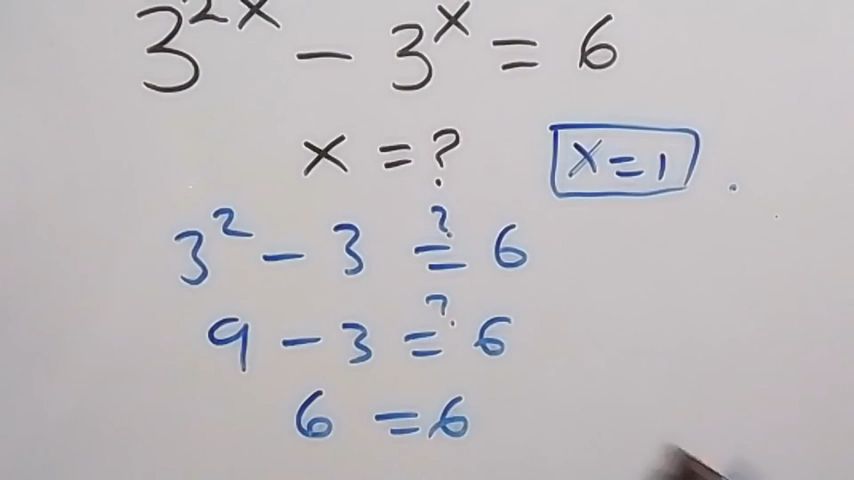 3^{2x} - 3^x = 6
x = ?
x = 1
3^2 - 3 ≟ 6
9 - 3 ≟ 6
6 = 6